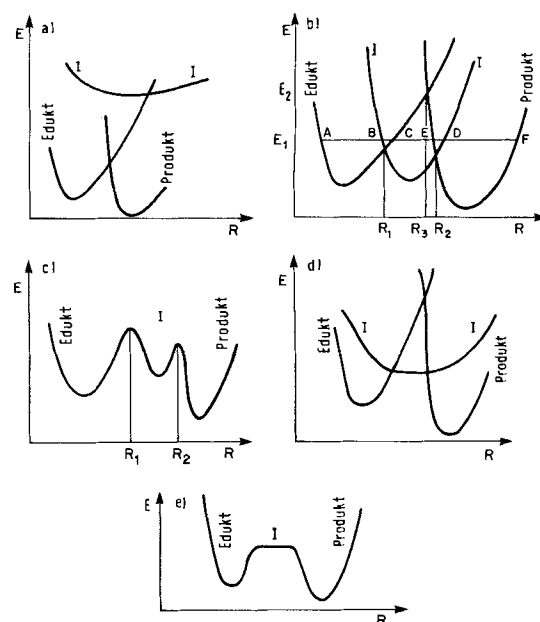 a)
E
I
I
Edukt
Produkt
R
b)
E
E₂
E₁
Edukt
I
I
Produkt
A
B
C
E
D
F
R₁
R₃
R₂
R
c)
E
Edukt
I
Produkt
R₁
R₂
R
d)
E
Edukt
I
I
Produkt
R
e)
E
Edukt
I
Produkt
R